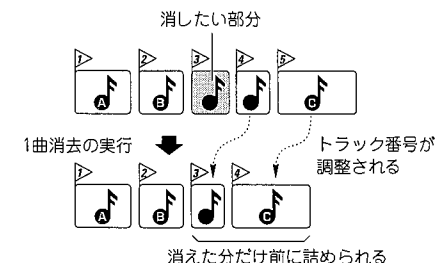 消したい部分
1 2 3 4 5
A B C
1曲消去の実行
トラック番号が
調整される
1 2 3 4
A B C
消えた分だけ前に詰められる